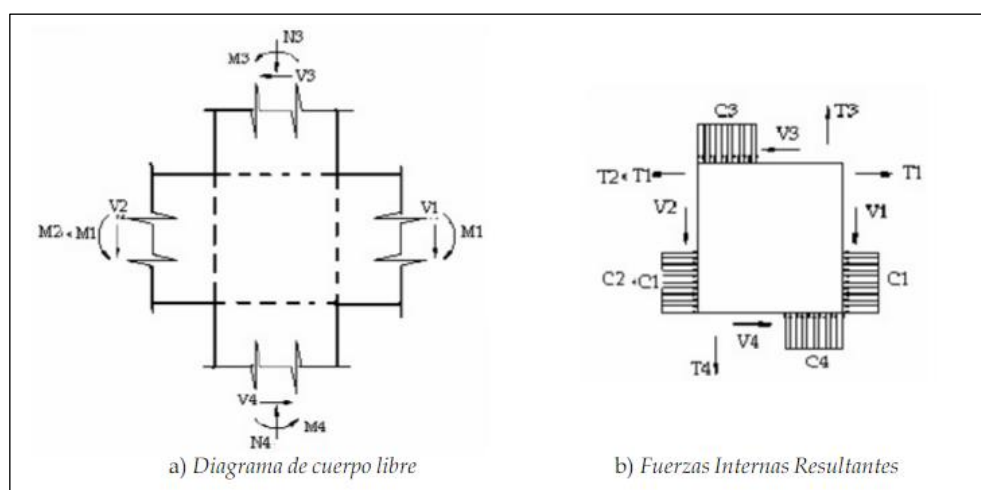 N3
M3
V3
V2
M2 < M1
V1
M1
V4
N4
M4
a) Diagrama de cuerpo libre
C3
T3
V3
T2 < T1
T1
V2
V1
C2 < C1
C1
V4
C4
T4
b) Fuerzas Internas Resultantes